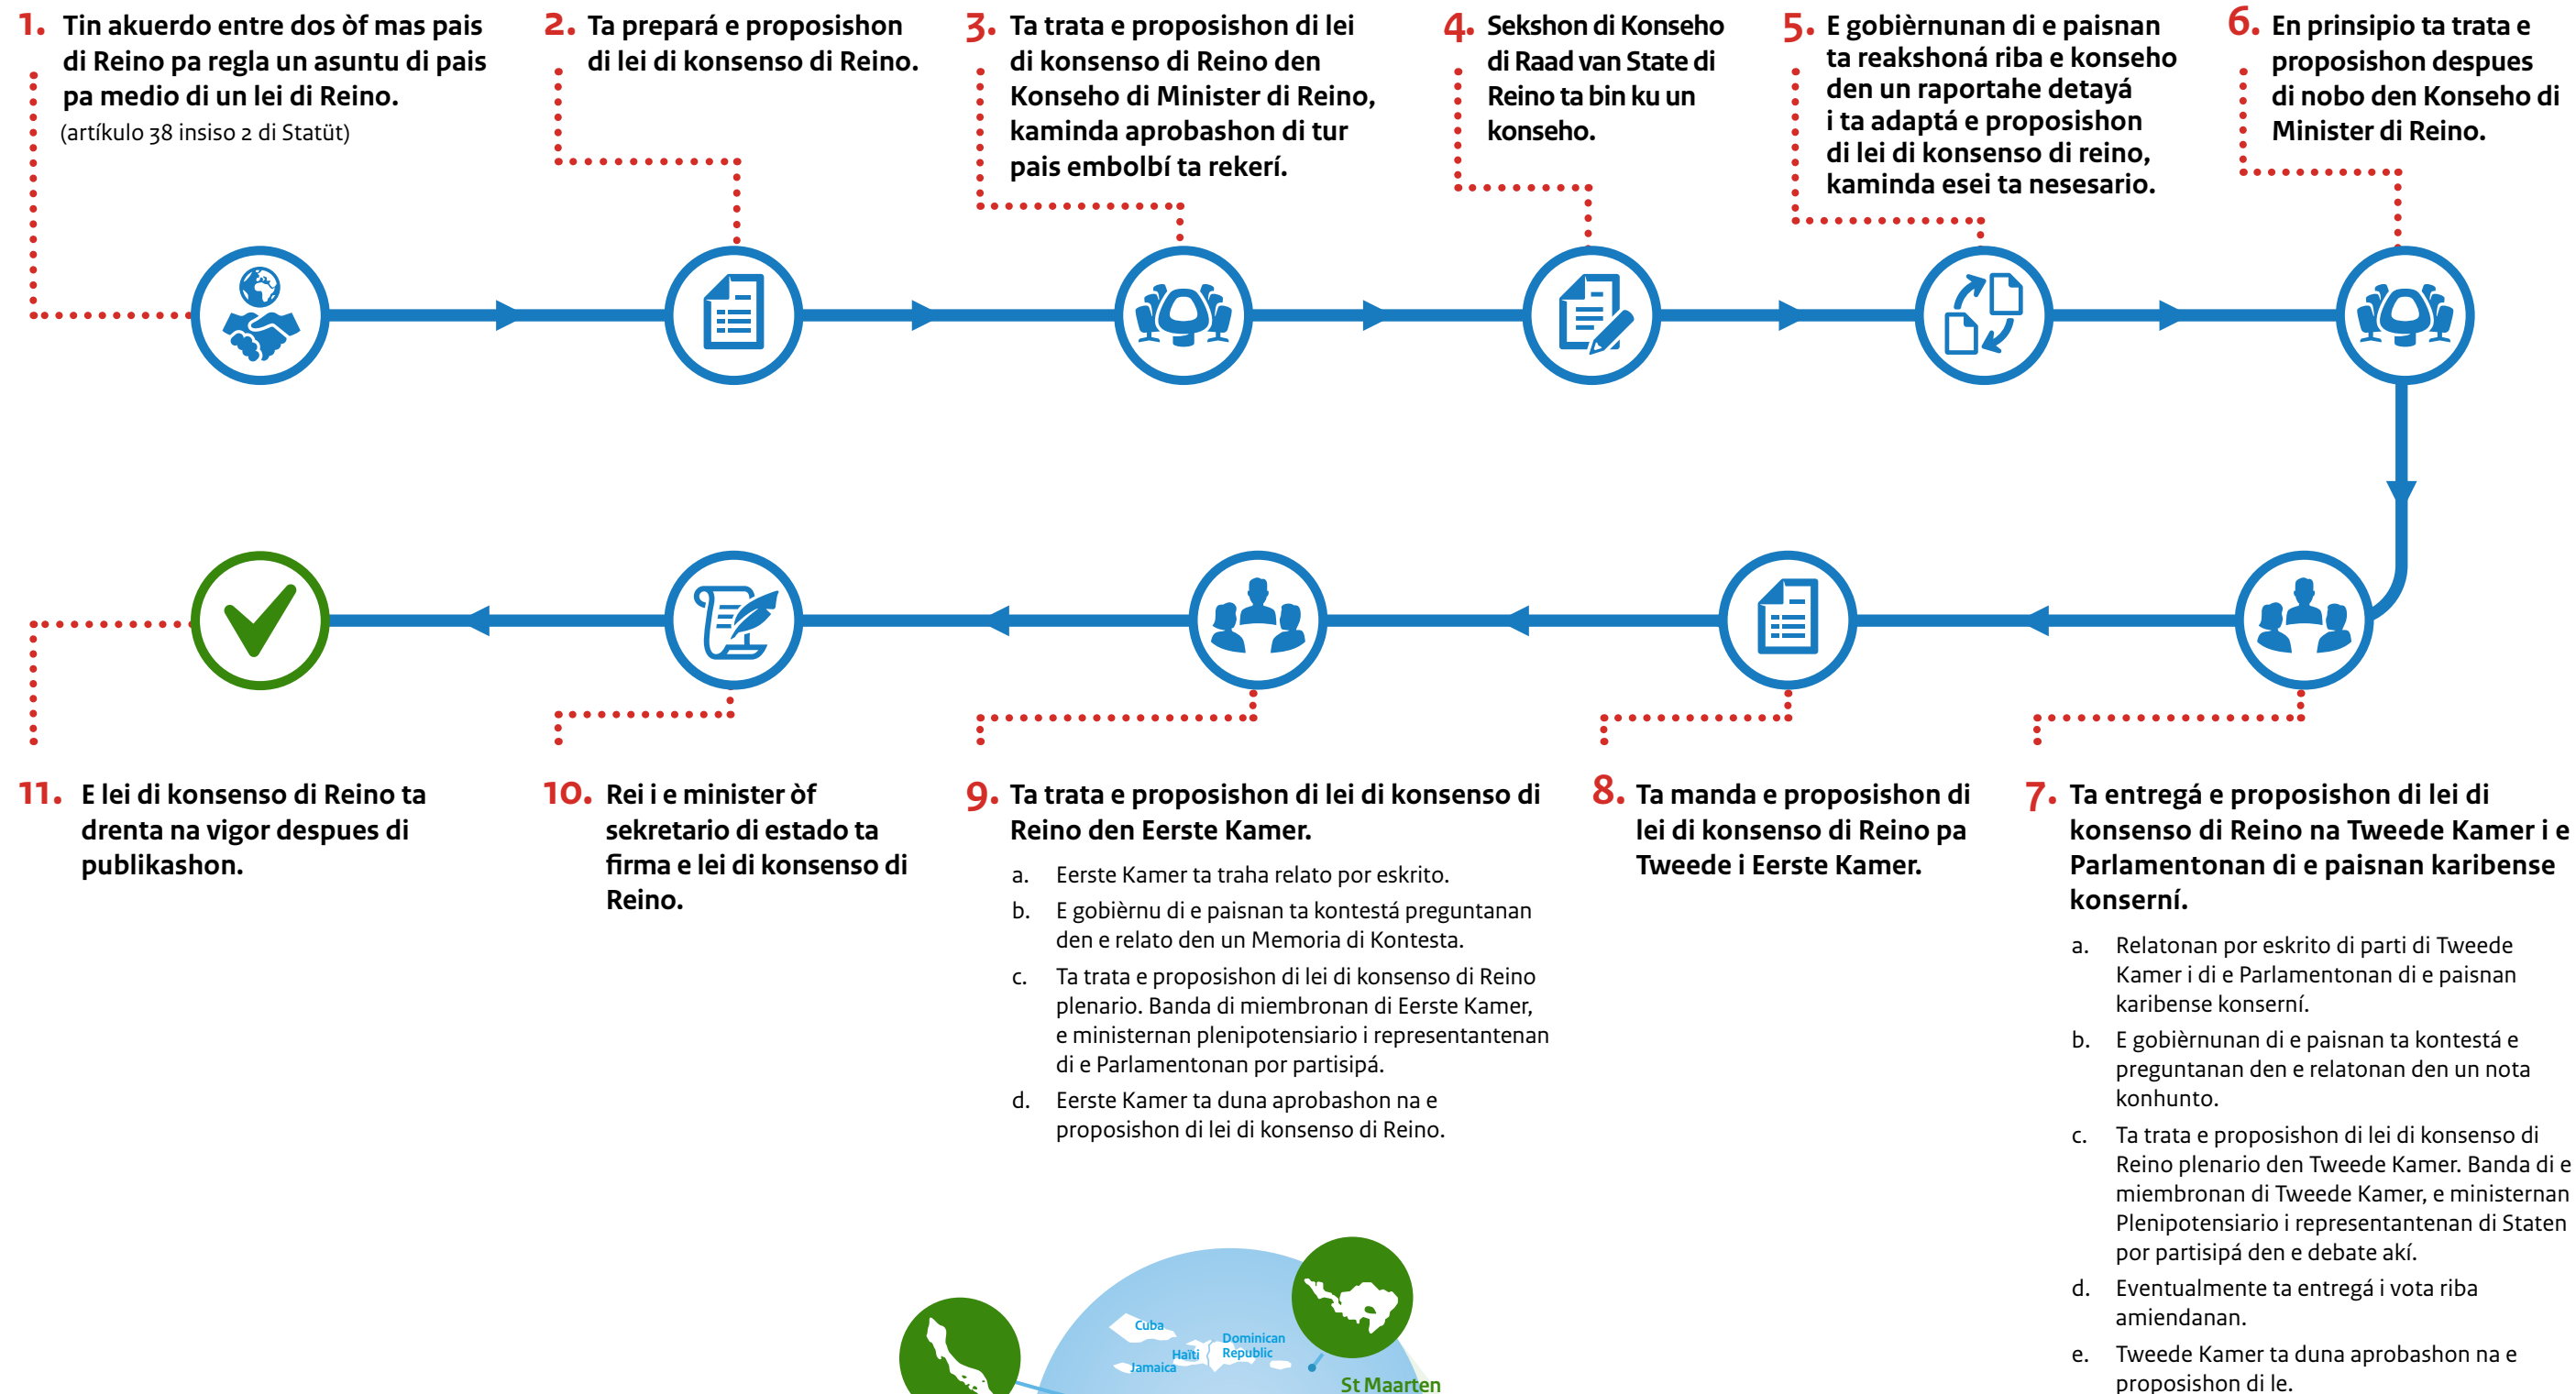 1. Tin akuerdo entre dos òf mas pais
di Reino pa regla un asuntu di pais
pa medio di un lei di Reino.
(artíkulo 38 insiso 2 di Statüt)
2. Ta prepará e proposishon
di lei di konsenso di Reino.
3. Ta trata e proposishon di lei
di konsenso di Reino den
Konseho di Minister di Reino,
kaminda aprobashon di tur
pais embolbí ta rekerí.
4. Sekshon di Konseho
di Raad van State di
Reino ta bin ku un
konseho.
5. E gobièrnunan di e paisnan
ta reakshoná riba e konseho
den un raportahe detayá
i ta adaptá e proposishon
di lei di konsenso di reino,
kaminda esei ta nesesario.
6. En prinsipio ta trata e
proposishon despues
di nobo den Konseho di
Minister di Reino.
11. E lei di konsenso di Reino ta
drenta na vigor despues di
publikashon.
10. Rei i e minister òf
sekretario di estado ta
firma e lei di konsenso di
Reino.
9. Ta trata e proposishon di lei di konsenso di
Reino den Eerste Kamer.
a. Eerste Kamer ta traha relato por eskrito.
b. E gobièrnu di e paisnan ta kontestá preguntanan
den e relato den un Memoria di Kontesta.
c. Ta trata e proposishon di lei di konsenso di Reino
plenario. Banda di miembronan di Eerste Kamer,
e ministernan plenipotensiario i representantenan
di e Parlamentonan por partisipá.
d. Eerste Kamer ta duna aprobashon na e
proposishon di lei di konsenso di Reino.
8. Ta manda e proposishon di
lei di konsenso di Reino pa
Tweede i Eerste Kamer.
7. Ta entregá e proposishon di lei di
konsenso di Reino na Tweede Kamer i e
Parlamentonan di e paisnan karibense
konserní.
a. Relatonan por eskrito di parti di Tweede
Kamer i di e Parlamentonan di e paisnan
karibense konserní.
b. E gobièrnunan di e paisnan ta kontestá e
preguntanan den e relatonan den un nota
konhunto.
c. Ta trata e proposishon di lei di konsenso di
Reino plenario den Tweede Kamer. Banda di e
miembronan di Tweede Kamer, e ministernan
Plenipotensiario i representantenan di Staten
por partisipá den e debate akí.
d. Eventualmente ta entregá i vota riba
amiendanan.
e. Tweede Kamer ta duna aprobashon na e
proposishon di le.
Cuba
Dominican
Republic
Haïti
Jamaica
St Maarten